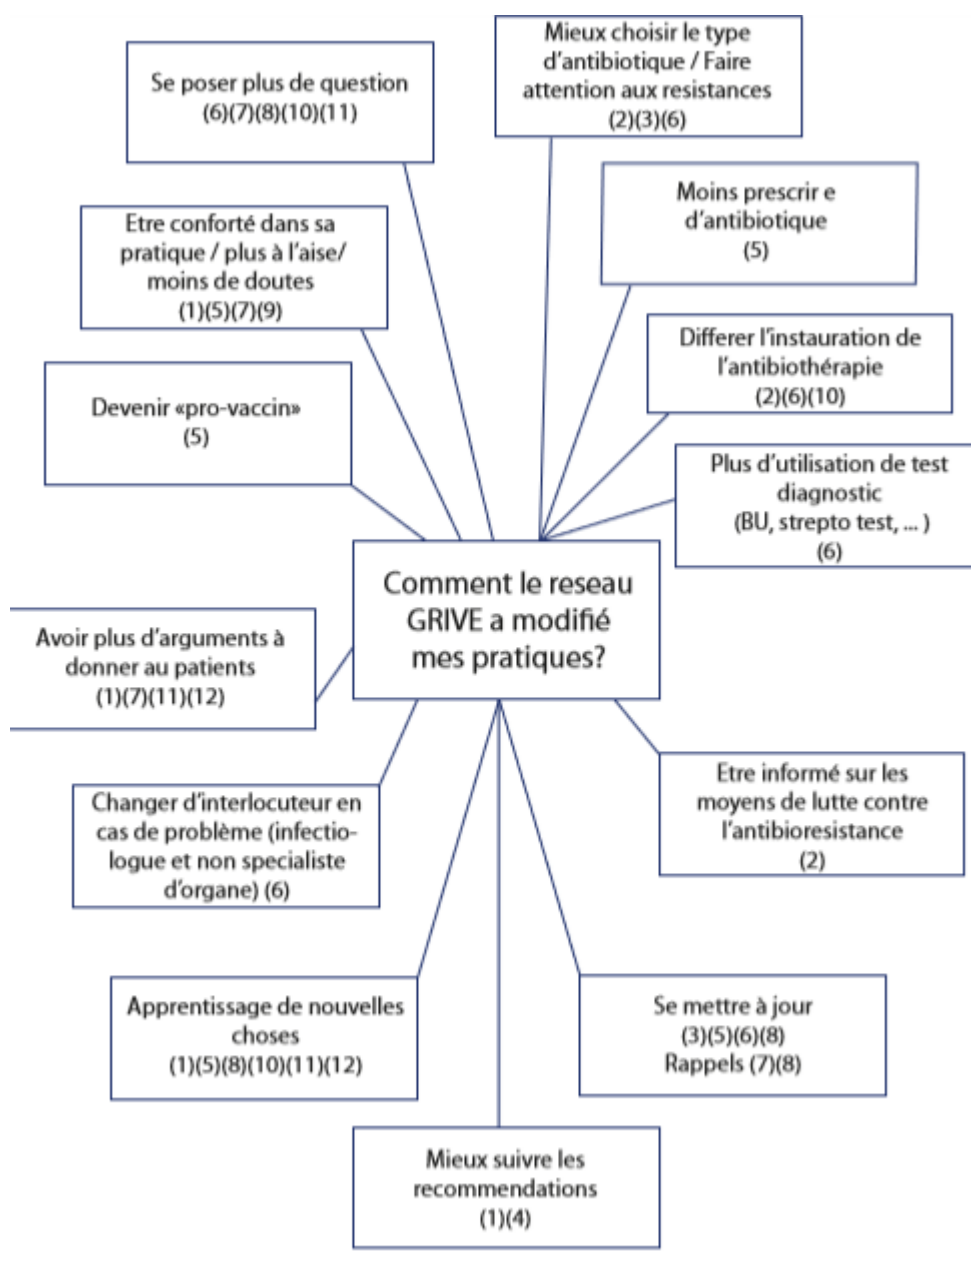 Mieux choisir le type
d'antibiotique / Faire
attention aux resistances
(2)(3)(6)
Se poser plus de question
(6)(7)(8)(10)(11)
Moins prescrir e
d'antibiotique
(5)
Etre conforté dans sa
pratique / plus à l'aise/
moins de doutes
(1)(5)(7)(9)
Differer l'instauration de
l'antibiothérapie
(2)(6)(10)
Devenir «pro-vaccin»
(5)
Plus d'utilisation de test
diagnostic
(BU, strepto test, ... )
(6)
Comment le reseau
GRIVE a modifié
mes pratiques?
Avoir plus d'arguments à
donner au patients
(1)(7)(11)(12)
Etre informé sur les
moyens de lutte contre
l'antibioresistance
(2)
Changer d'interlocuteur en
cas de problème (infectio-
logue et non specialiste
d'organe) (6)
Apprentissage de nouvelles
choses
(1)(5)(8)(10)(11)(12)
Se mettre à jour
(3)(5)(6)(8)
Rappels (7)(8)
Mieux suivre les
recommendations
(1)(4)